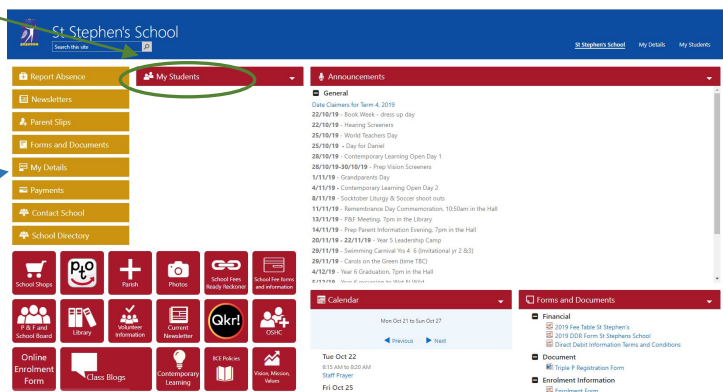 St Stephen's School
Search this site
St Stephen's School My Details My Students
Report Absence
Newsletters
Parent Slips
Forms and Documents
My Details
Payments
Contact School
School Directory
My Students
Announcements
General
Date Claimers for Term 4, 2019
22/10/19 - Book Week - dress up day
22/10/19 - Hearing Screeners
25/10/19 - World Teachers Day
25/10/19 - Day for Daniel
28/10/19 - Contemporary Learning Open Day 1
28/10/19-30/10/19 - Prep Vision Screeners
1/11/19 - Grandparents Day
4/11/19 - Contemporary Learning Open Day 2
8/11/19 - Socktober Liturgy & Soccer shoot outs
11/11/19 - Remembrance Day Commemoration, 10:50am in the Hall
13/11/19 - P&F Meeting. 7pm in the Library
14/11/19 - Prep Parent Information Evening. 7pm in the Hall
20/11/19 - 22/11/19 - Year 5 Leadership Camp
29/11/19 - Swimming Carnival Yrs 4 6 (Invitational yr 2 &3)
29/11/19 - Carols on the Green (time TBC)
4/12/19 - Year 6 Graduation, 7pm in the Hall
School Shops
Pto
Parish
Photos
School Fees Ready Reckoner
School Fee forms and information
P & F and School Board
Library
Volunteer Information
Current Newsletter
Qkr!
OSHC
Online Enrolment Form
Class Blogs
Contemporary Learning
BCE Policies
Vision, Mission, Values
Calendar
Mon Oct 21 to Sun Oct 27
Previous Next
Tue Oct 22
8:15 AM to 8:20 AM
Staff Prayer
Fri Oct 25
Forms and Documents
Financial
2019 Fee Table St Stephen's
2019 DDR Form St Stephens School
Direct Debit Information Terms and Conditions
Document
Triple P Registration Form
Enrolment Information
Enrolment Form